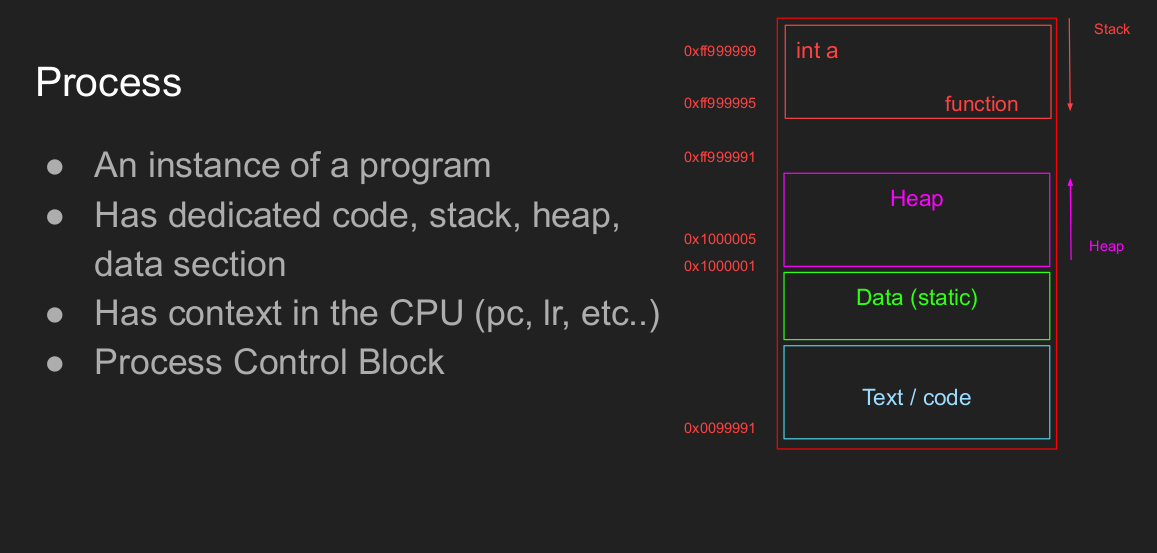 Process
● An instance of a program
● Has dedicated code, stack, heap,
data section
● Has context in the CPU (pc, lr, etc..)
● Process Control Block
0xff999999
int a
Stack
0xff999995
function
0xff999991
Heap
0x1000005
Heap
0x1000001
Data (static)
Text / code
0x0099991